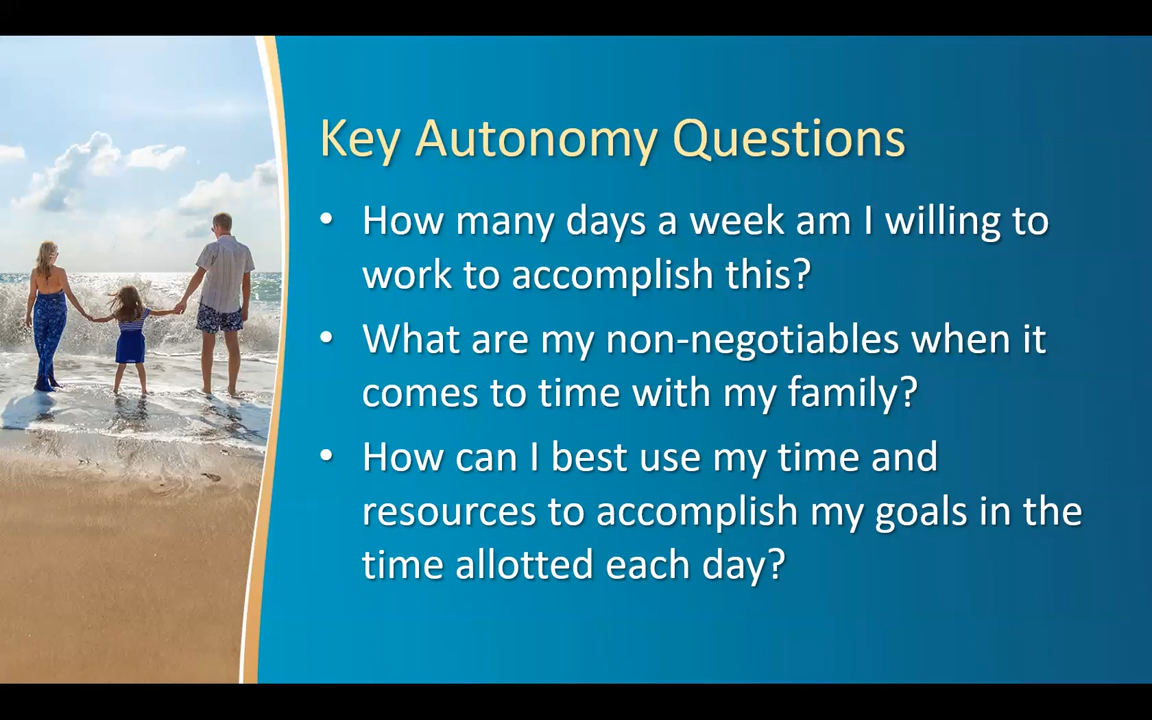 Key Autonomy Questions
• How many days a week am I willing to
work to accomplish this?
• What are my non-negotiables when it
comes to time with my family?
• How can I best use my time and
resources to accomplish my goals in the
time allotted each day?